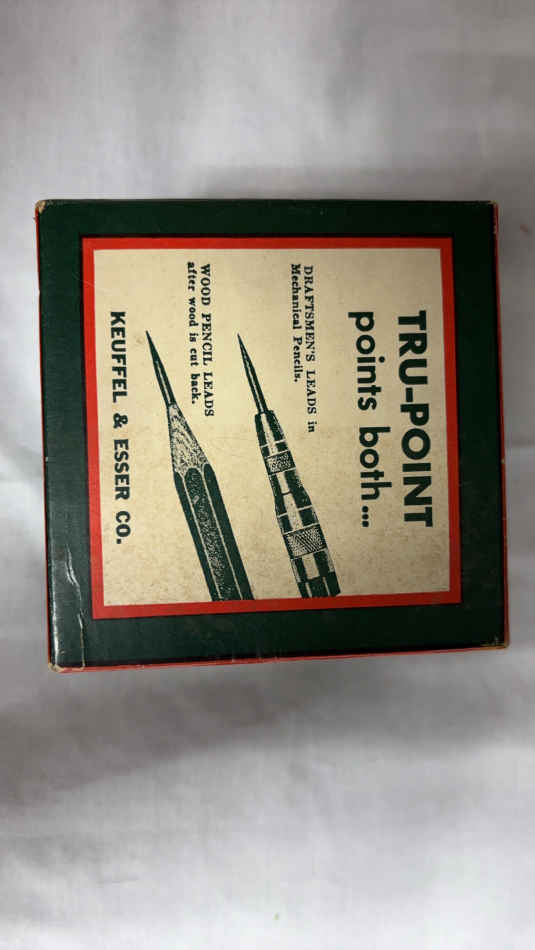 TRU-POINT
points both...
DRAFTSMEN'S LEADS in
Mechanical Pencils.
WOOD PENCIL LEADS
after wood is cut back.
KEUFFEL & ESSER CO.